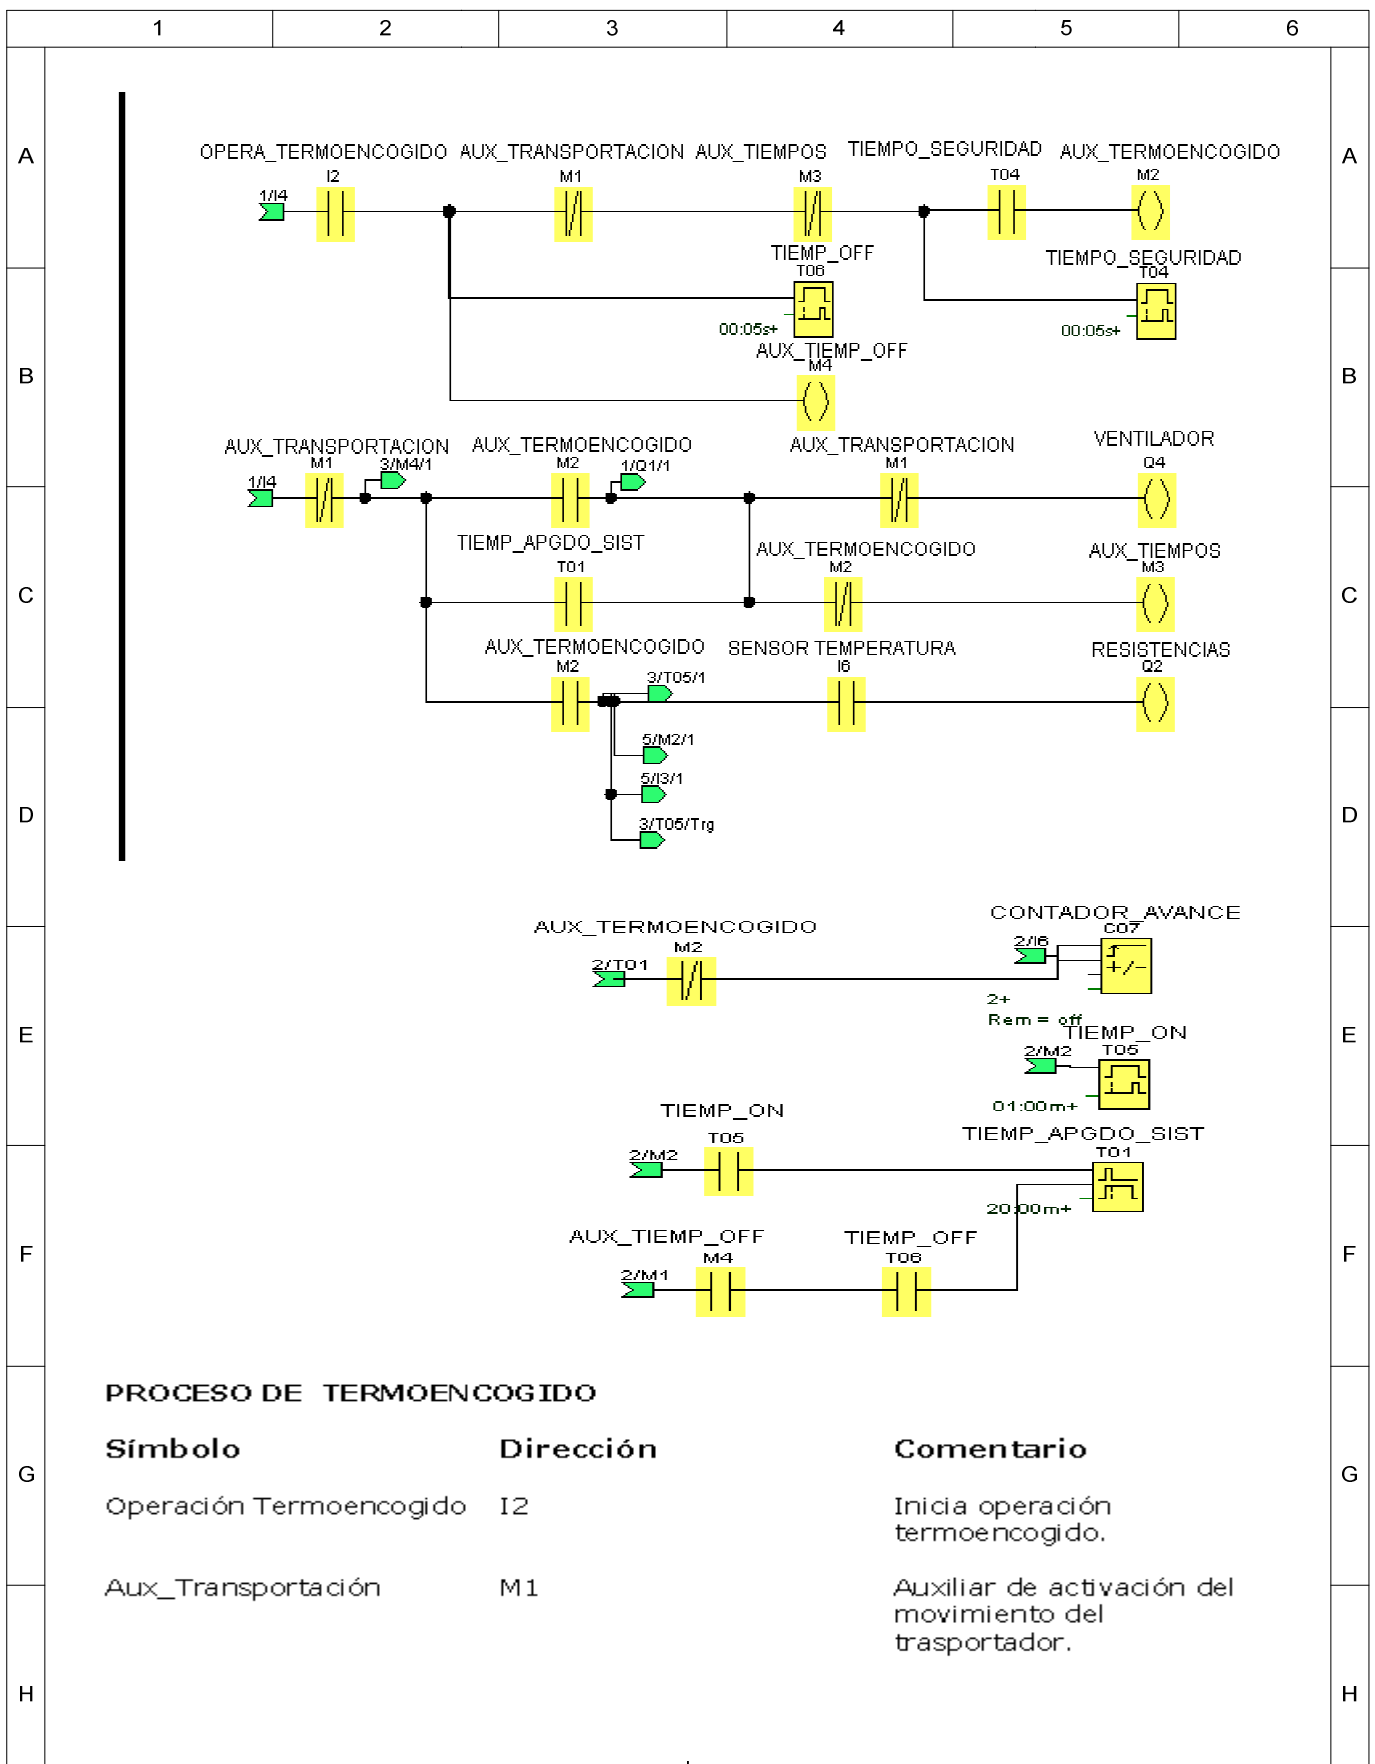 1 2 3 4 5 6
A A
OPERA_TERMOENCOGIDO AUX_TRANSPORTACION AUX_TIEMPOS TIEMPO_SEGURIDAD AUX_TERMOENCOGIDO
I2 M1 M3 T04 M2
1/I4
TIEMP_OFF TIEMPO_SEGURIDAD
T06 T04
00:05s+ 00:05s+
AUX_TIEMP_OFF
M4
B B
AUX_TRANSPORTACION AUX_TERMOENCOGIDO AUX_TRANSPORTACION VENTILADOR
M1 3/M4/1 M2 1/Q1/1 M1 Q4
1/I4
TIEMP_APGDO_SIST AUX_TERMOENCOGIDO AUX_TIEMPOS
T01 M2 M3
C C
AUX_TERMOENCOGIDO SENSOR TEMPERATURA RESISTENCIAS
M2 3/T05/1 I6 Q2
5/M2/1
5/I3/1
D D
3/T05/Trg
CONTADOR_AVANCE
AUX_TERMOENCOGIDO C07
M2 2/I6
2/T01
+/-
2+
Rem = off
E E
TIEMP_ON
2/M2 T05
01:00m+
TIEMP_ON TIEMP_APGDO_SIST
T05 T01
2/M2
20:00m+
AUX_TIEMP_OFF TIEMP_OFF
F F
M4 T06
2/M1
PROCESO DE TERMOENCOGIDO
Símbolo Dirección Comentario
G G
Operación Termoencogido I2 Inicia operación
termoencogido.
Aux_Transportación M1 Auxiliar de activación del
movimiento del
trasportador.
H H